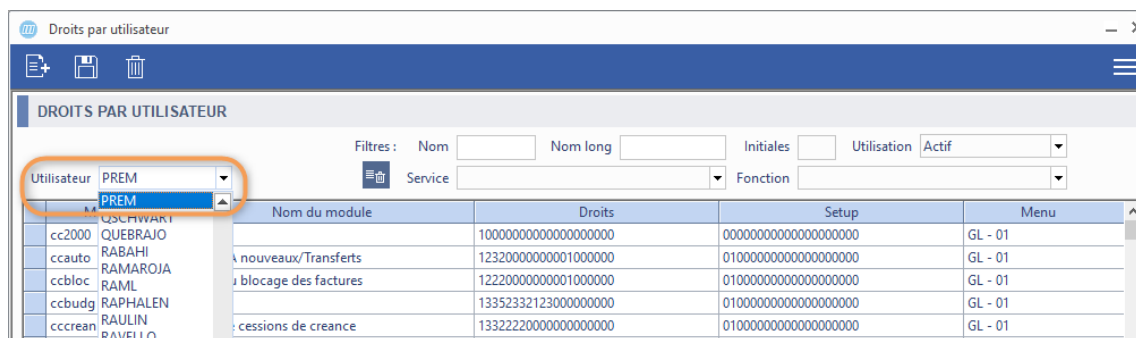 Droits par utilisateur
DROITS PAR UTILISATEUR
Filtres : Nom Nom long Initiales Utilisation Actif
Utilisateur PREM Service Fonction
PREM
QSCHWART
QUEBRAJO
RABAHI
RAMAROJA
RAML
RAPHALEN
RAULIN
RAVELLO
M Nom du module Droits Setup Menu
cc2000 10000000000000000000 00000000000000000000 GL - 01
ccauto A nouveaux/Transferts 12320000000001000000 01000000000000000000 GL - 01
ccbloc u blocage des factures 12220000000001000000 01000000000000000000 GL - 01
ccbudg 13352332123000000000 01000000000000000000 GL - 01
cccrean e cessions de creance 13322220000000000000 01000000000000000000 GL - 01